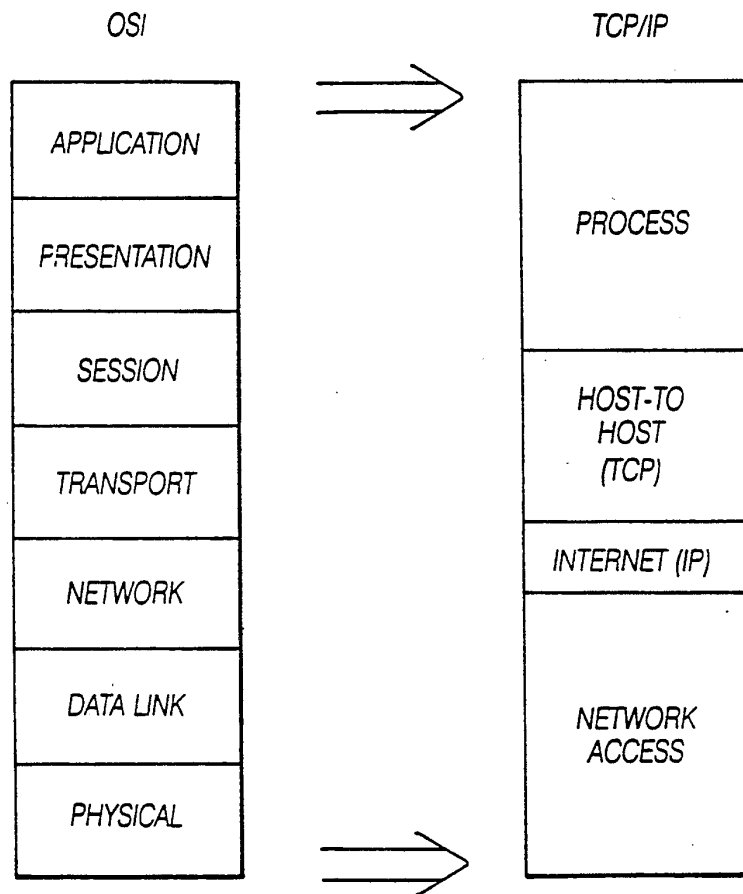 OSI
TCP/IP
APPLICATION
PRESENTATION
SESSION
TRANSPORT
NETWORK
DATA LINK
PHYSICAL
PROCESS
HOST-TO
HOST
(TCP)
INTERNET (IP)
NETWORK
ACCESS